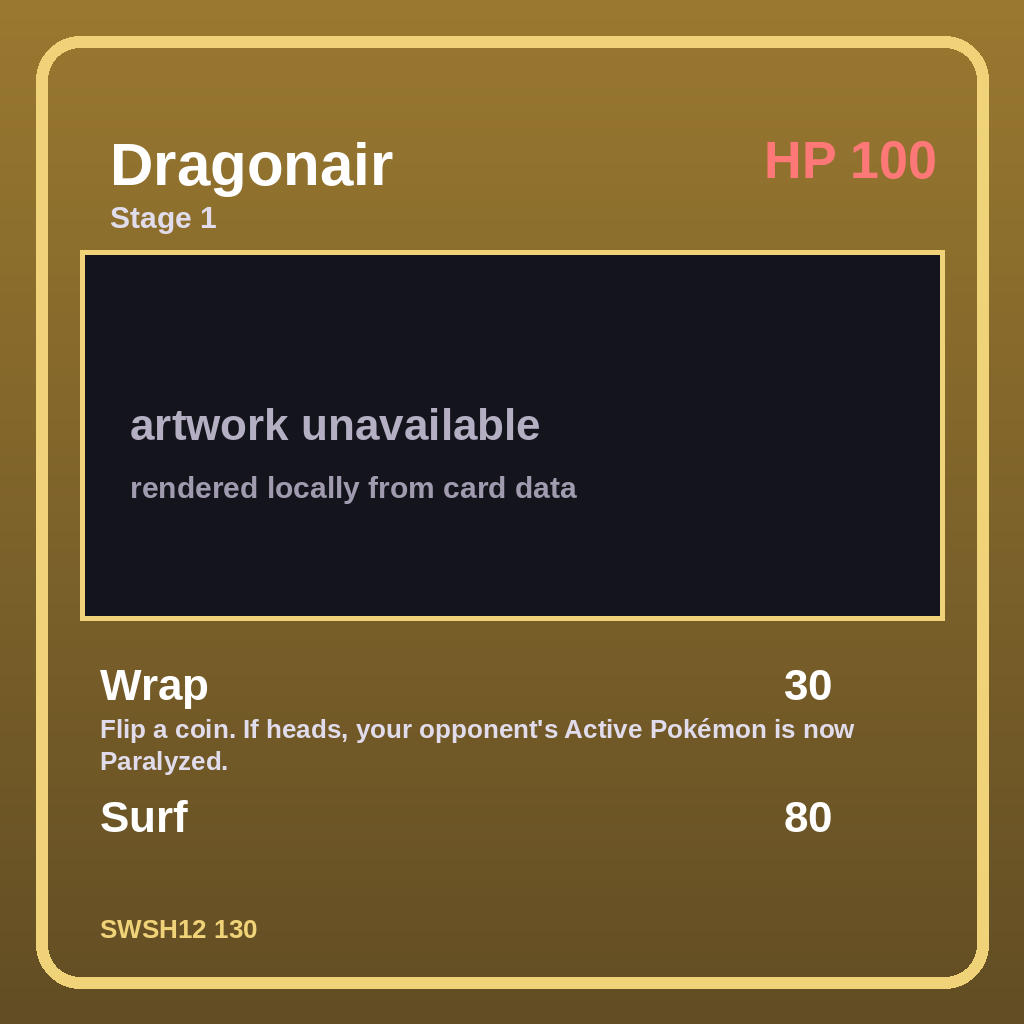 Dragonair
HP 100
Stage 1
artwork unavailable
rendered locally from card data
Wrap
30
Flip a coin. If heads, your opponent's Active Pokémon is now
Paralyzed.
Surf
80
SWSH12 130